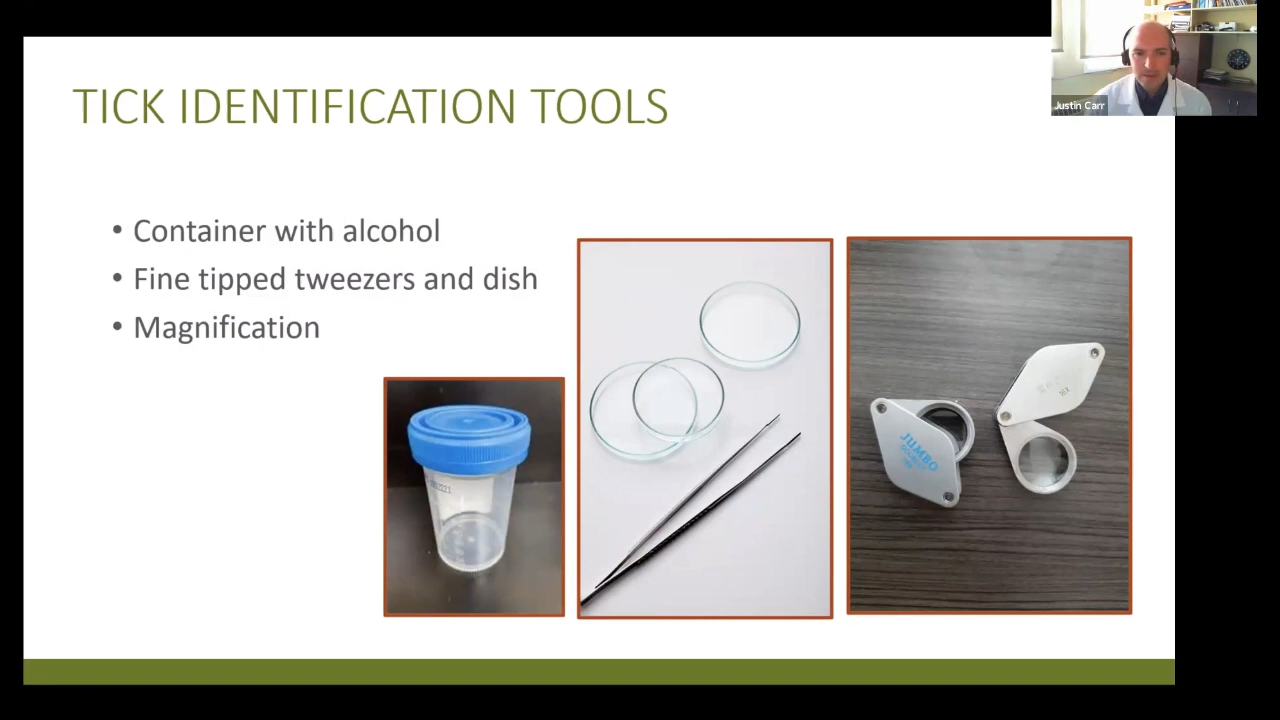 TICK IDENTIFICATION TOOLS
Justin Carr
• Container with alcohol
• Fine tipped tweezers and dish
• Magnification
JUMBO